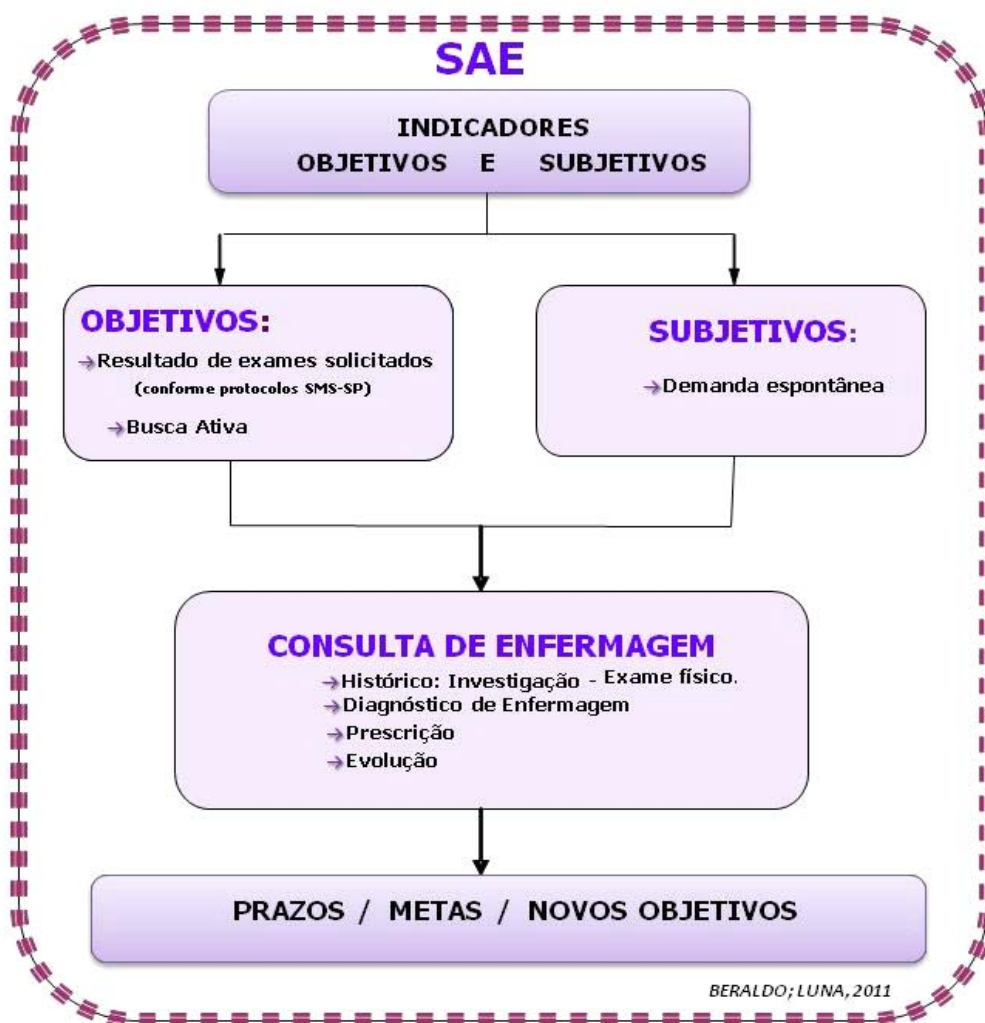 SAE
INDICADORES
OBJETIVOS E SUBJETIVOS
OBJETIVOS:
→Resultado de exames solicitados
(conforme protocolos SMS-SP)
→Busca Ativa
SUBJETIVOS:
→Demanda espontânea
CONSULTA DE ENFERMAGEM
→Histórico: Investigação - Exame físico.
→Diagnóstico de Enfermagem
→Prescrição
→Evolução
PRAZOS / METAS / NOVOS OBJETIVOS
BERALDO; LUNA, 2011